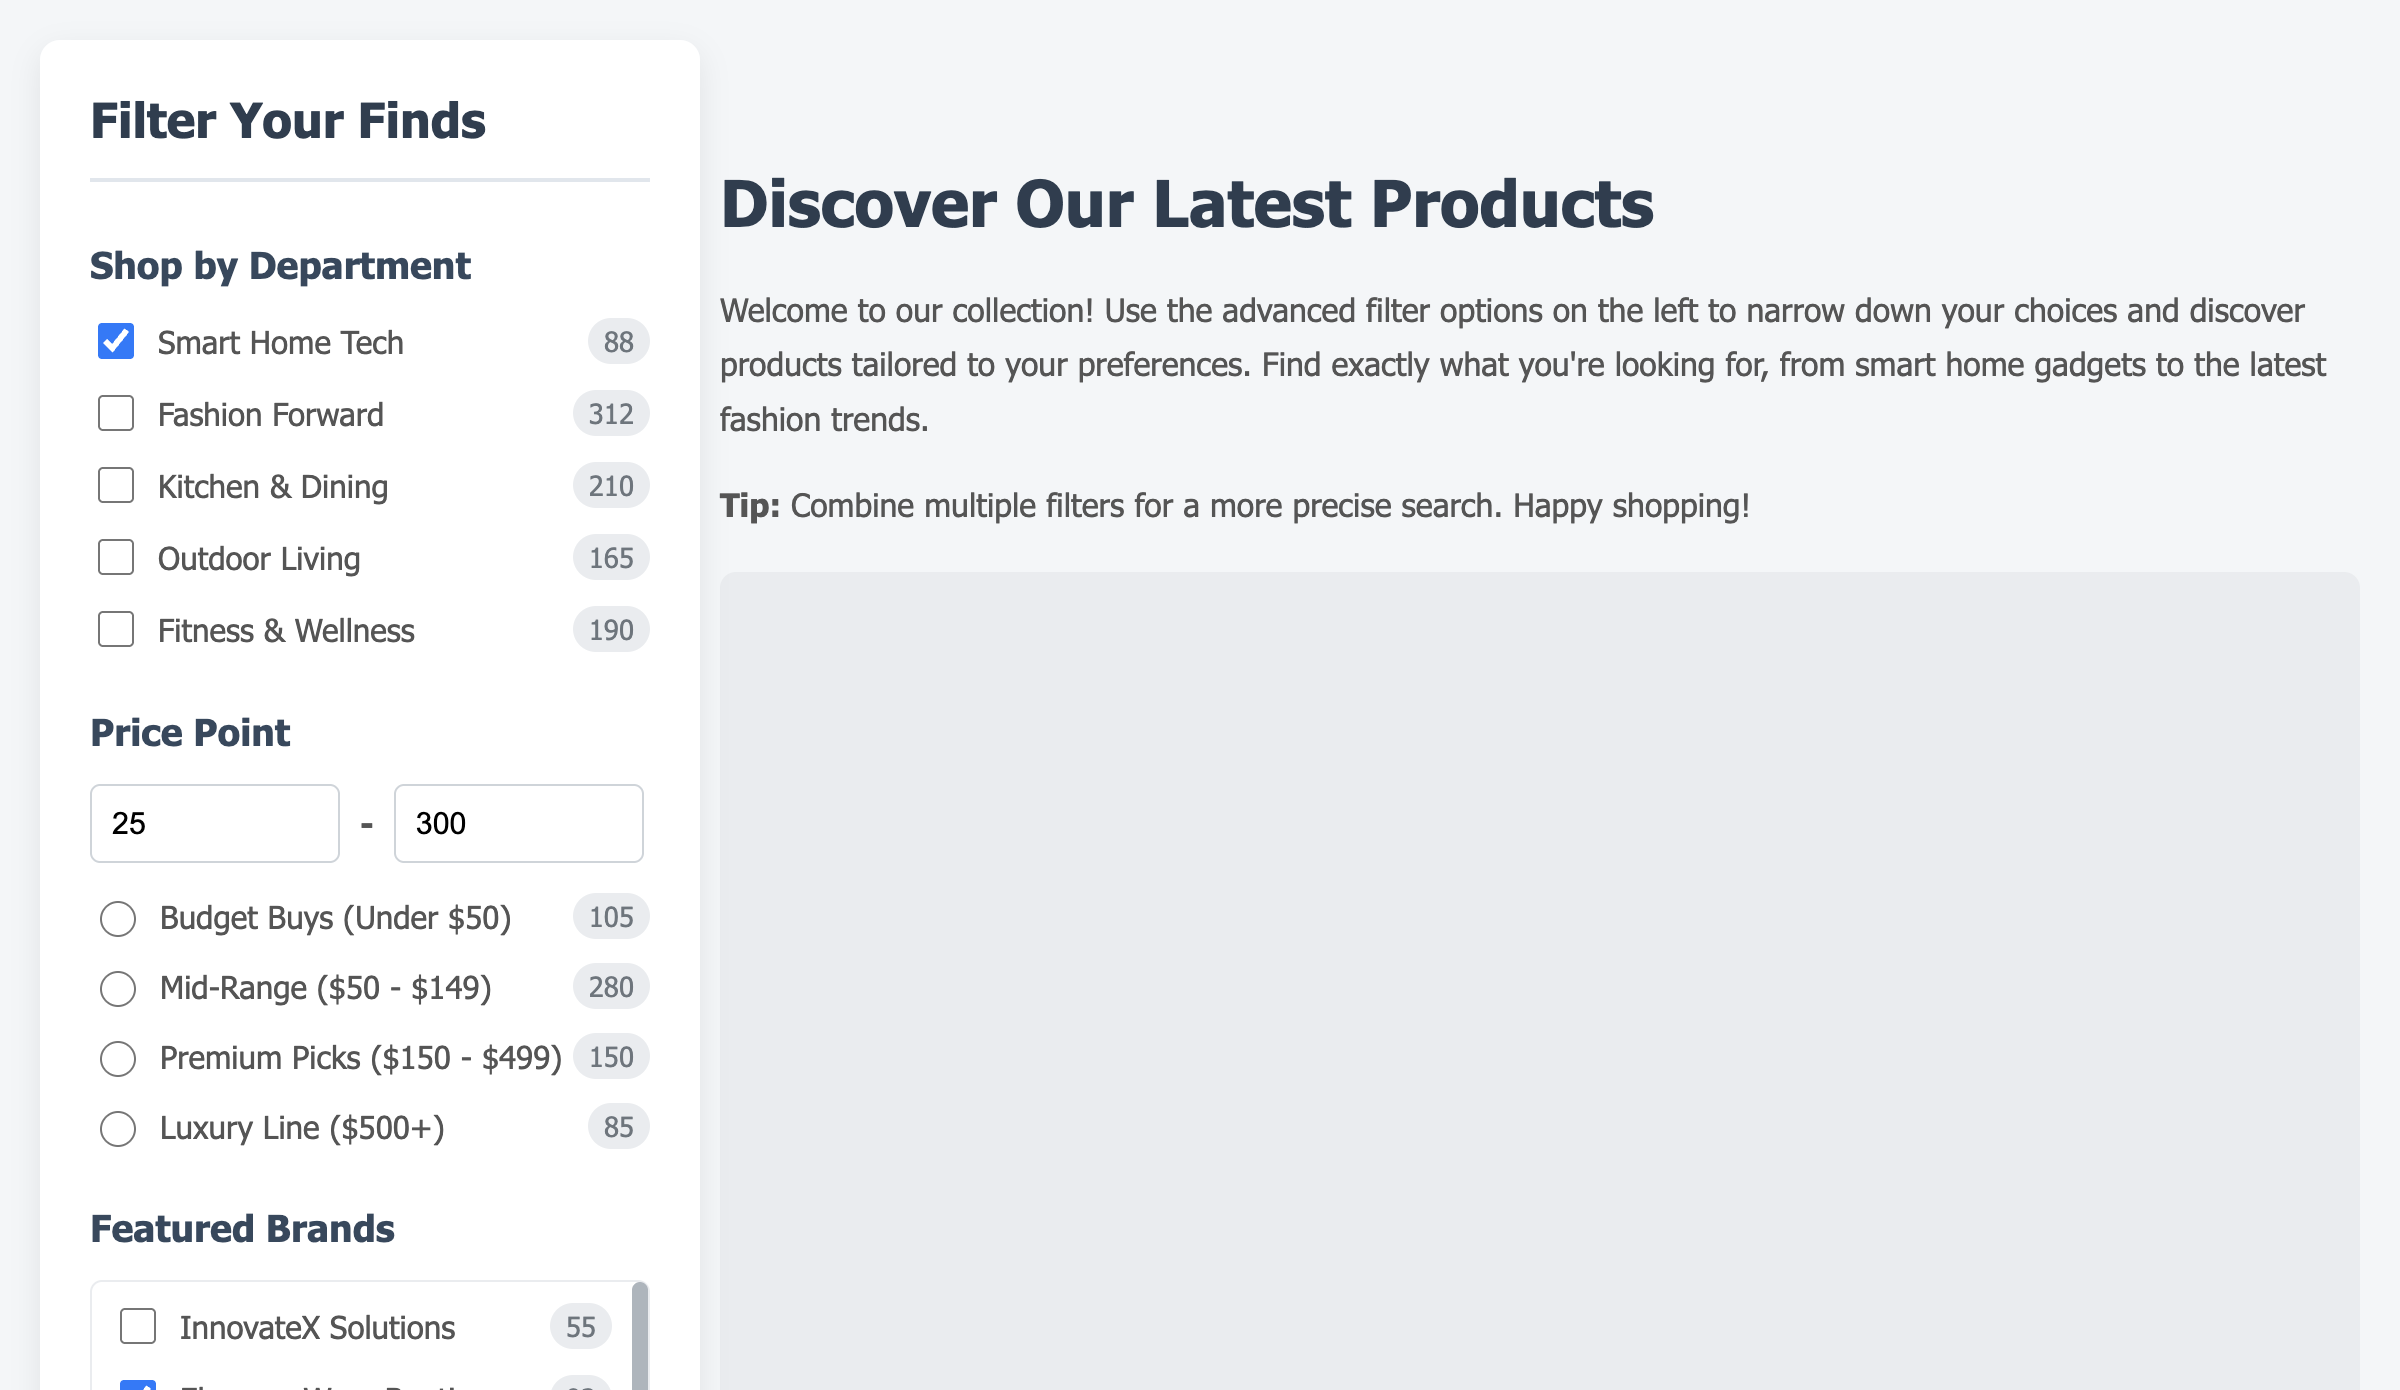 Filter Your Finds
Shop by Department
Smart Home Tech 88
Fashion Forward 312
Kitchen & Dining 210
Outdoor Living 165
Fitness & Wellness 190
Price Point
25 - 300
Budget Buys (Under $50) 105
Mid-Range ($50 - $149) 280
Premium Picks ($150 - $499) 150
Luxury Line ($500+) 85
Featured Brands
InnovateX Solutions 55
Discover Our Latest Products
Welcome to our collection! Use the advanced filter options on the left to narrow down your choices and discover
products tailored to your preferences. Find exactly what you're looking for, from smart home gadgets to the latest
fashion trends.
Tip: Combine multiple filters for a more precise search. Happy shopping!